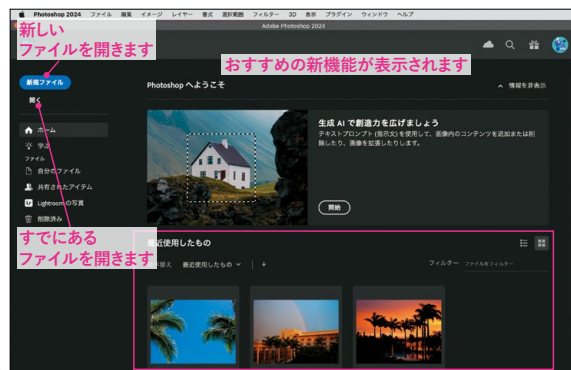 Photoshop 2024 ファイル 編集 イメージ レイヤー 書式 選択範囲 フィルター 3D 表示 プラグイン ウィンドウ ヘルプ
Adobe Photoshop 2024
新しい
ファイルを開きます
おすすめの新機能が表示されます
新規ファイル
Photoshop へようこそ
情報を非表示
開く
生成 AI で創造力を広げましょう
テキストプロンプト (指示文) を使用して、画像内のコンテンツを追加または削
除したり、画像を拡張したりします。
ホーム
学ぶ
ファイル
自分のファイル
共有されたアイテム
Lr Lightroom の写真
開始
削除済み
すでにある
ファイルを開きます
最近使用したもの
替え 最近使用したもの
フィルター ファイルをフィルター